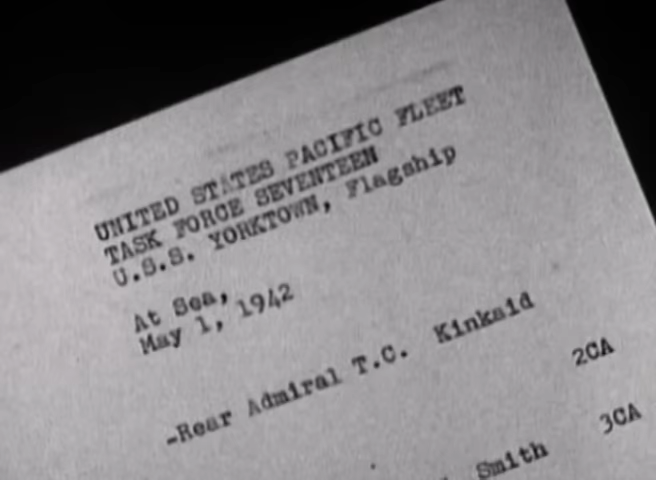 UNITED STATES PACIFIC FLEET
TASK FORCE SEVENTEEN
U.S.S. YORKTOWN, Flagship
At Sea,
May 1, 1942
-Rear Admiral T.C. Kinkaid
2CA
Smith 3CA